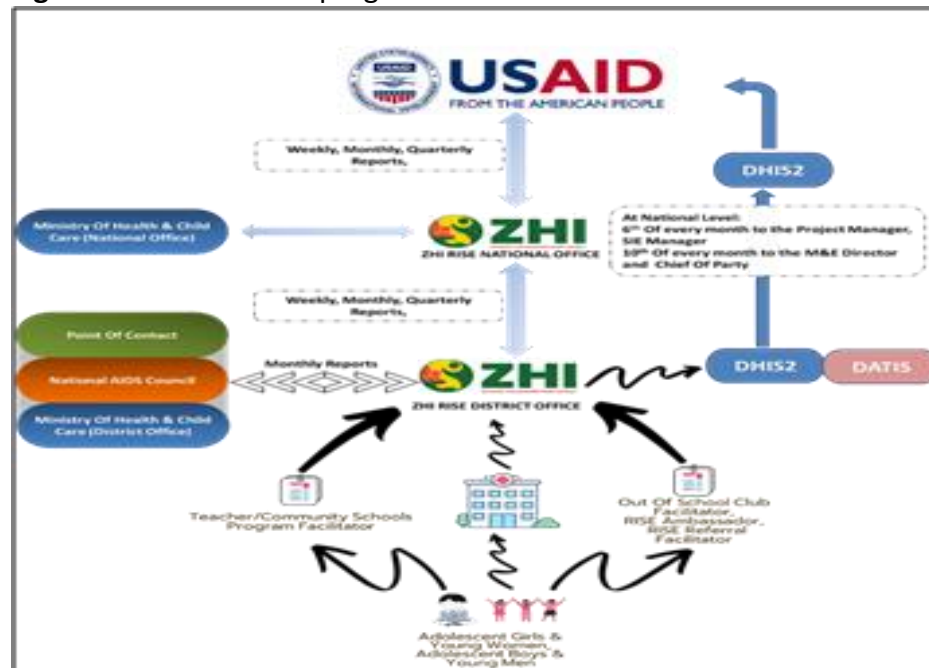 USAID
FROM THE AMERICAN PEOPLE
Weekly, Monthly, Quarterly
Reports,
DHIS2
Ministry Of Health & Child
Care (National Office)
ZHI
ZHI RISE NATIONAL OFFICE
At National Level:
6th Of every month to the Project Manager,
SIE Manager
10th Of every month to the M&E Director
and Chief Of Party
Weekly, Monthly, Quarterly
Reports,
Point Of Contact
National AIDS Council
Ministry Of Health & Child
Care (District Office)
Monthly Reports
ZHI
ZHI RISE DISTRICT OFFICE
DHIS2
DATIS
Teacher/Community Schools
Program Facilitator
Out Of School Club
Facilitator,
RISE Ambassador,
RISE Referral
Facilitator
Adolescent Girls &
Young Women,
Adolescent Boys &
Young Men